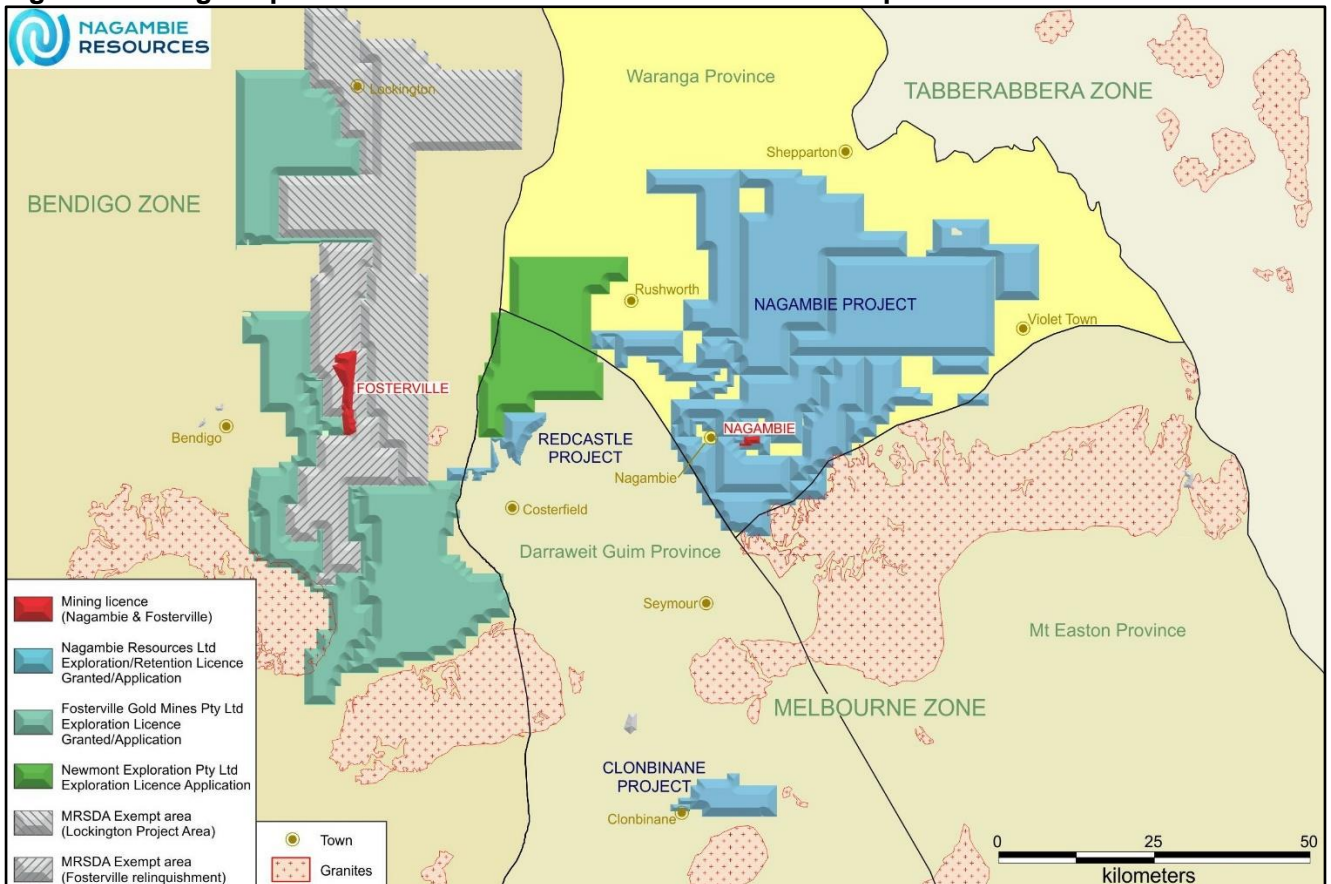 NAGAMBIE
RESOURCES
Waranga Province
TABBERABBERA ZONE
Lockington
Shepparton
BENDIGO ZONE
Rushworth
NAGAMBIE PROJECT
Violet Town
FOSTERVILLE
Bendigo
REDCASTLE
PROJECT
NAGAMBIE
Nagambie
Costerfield
Darraweit Guim Province
Seymour
Mt Easton Province
MELBOURNE ZONE
CLONBINANE
PROJECT
Clonbinane
Mining licence
(Nagambie & Fosterville)
Nagambie Resources Ltd
Exploration/Retention Licence
Granted/Application
Fosterville Gold Mines Pty Ltd
Exploration Licence
Granted/Application
Newmont Exploration Pty Ltd
Exploration Licence Application
MRSDA Exempt area
(Lockington Project Area)
MRSDA Exempt area
(Fosterville relinquishment)
Town
Granites
0 25 50
kilometers